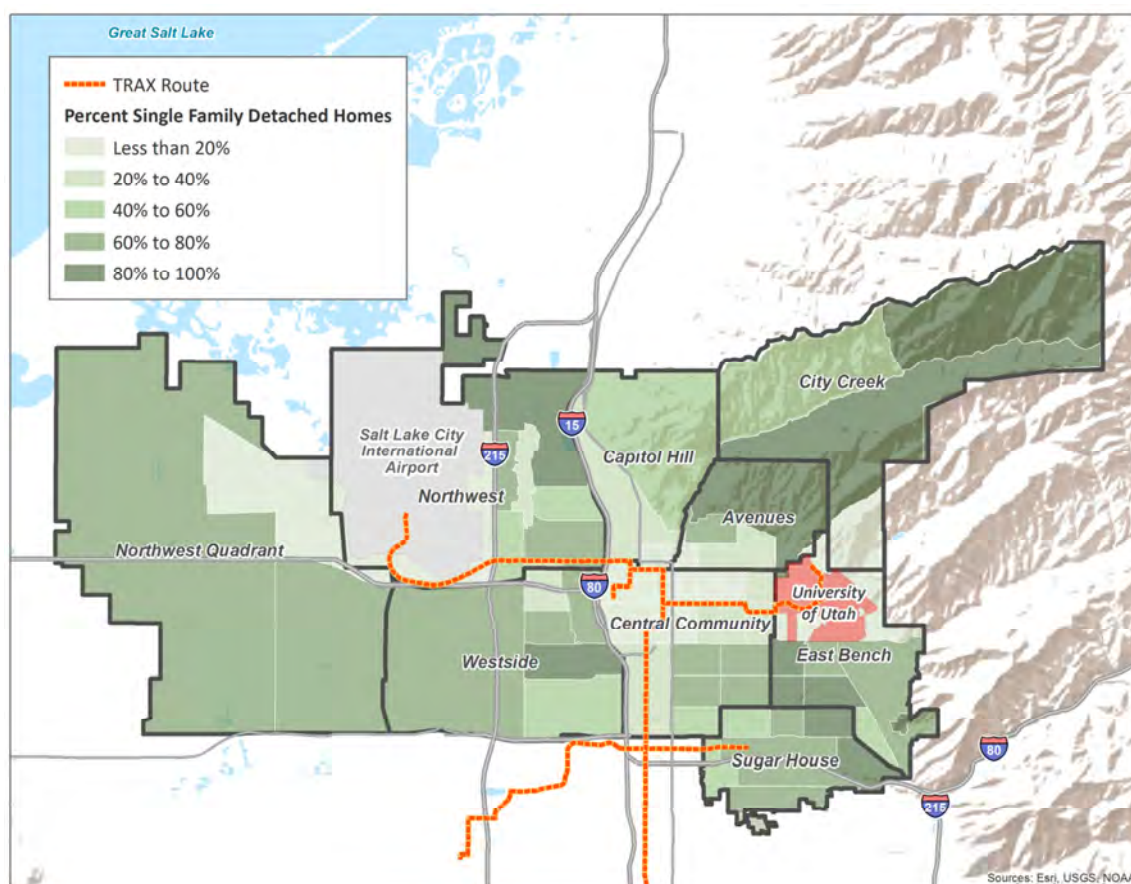 Great Salt Lake
TRAX Route
Percent Single Family Detached Homes
Less than 20%
20% to 40%
40% to 60%
60% to 80%
80% to 100%
City Creek
15
Salt Lake City
International
Airport
215
Capitol Hill
Northwest
Avenues
Northwest Quadrant
80
University
of Utah
Central Community
Westside
East Bench
80
Sugar House
215
Sources: Esri, USGS, NOAA